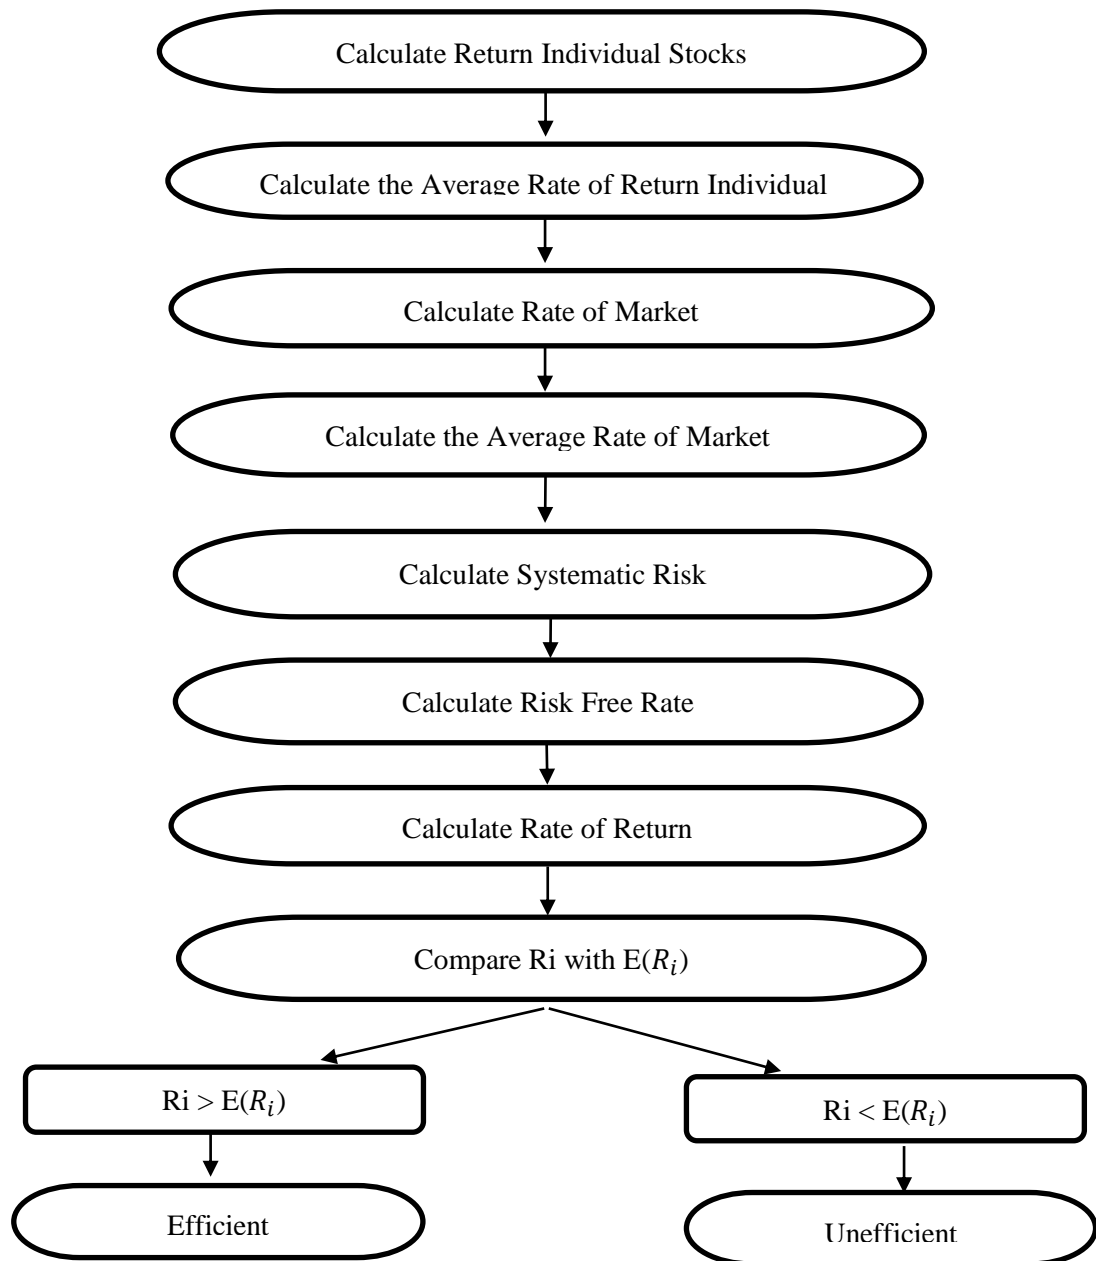 Calculate Return Individual Stocks
Calculate the Average Rate of Return Individual
Calculate Rate of Market
Calculate the Average Rate of Market
Calculate Systematic Risk
Calculate Risk Free Rate
Calculate Rate of Return
Compare Ri with E(𝑅𝑖)
Ri > E(𝑅𝑖)
Ri < E(𝑅𝑖)
Efficient
Unefficient